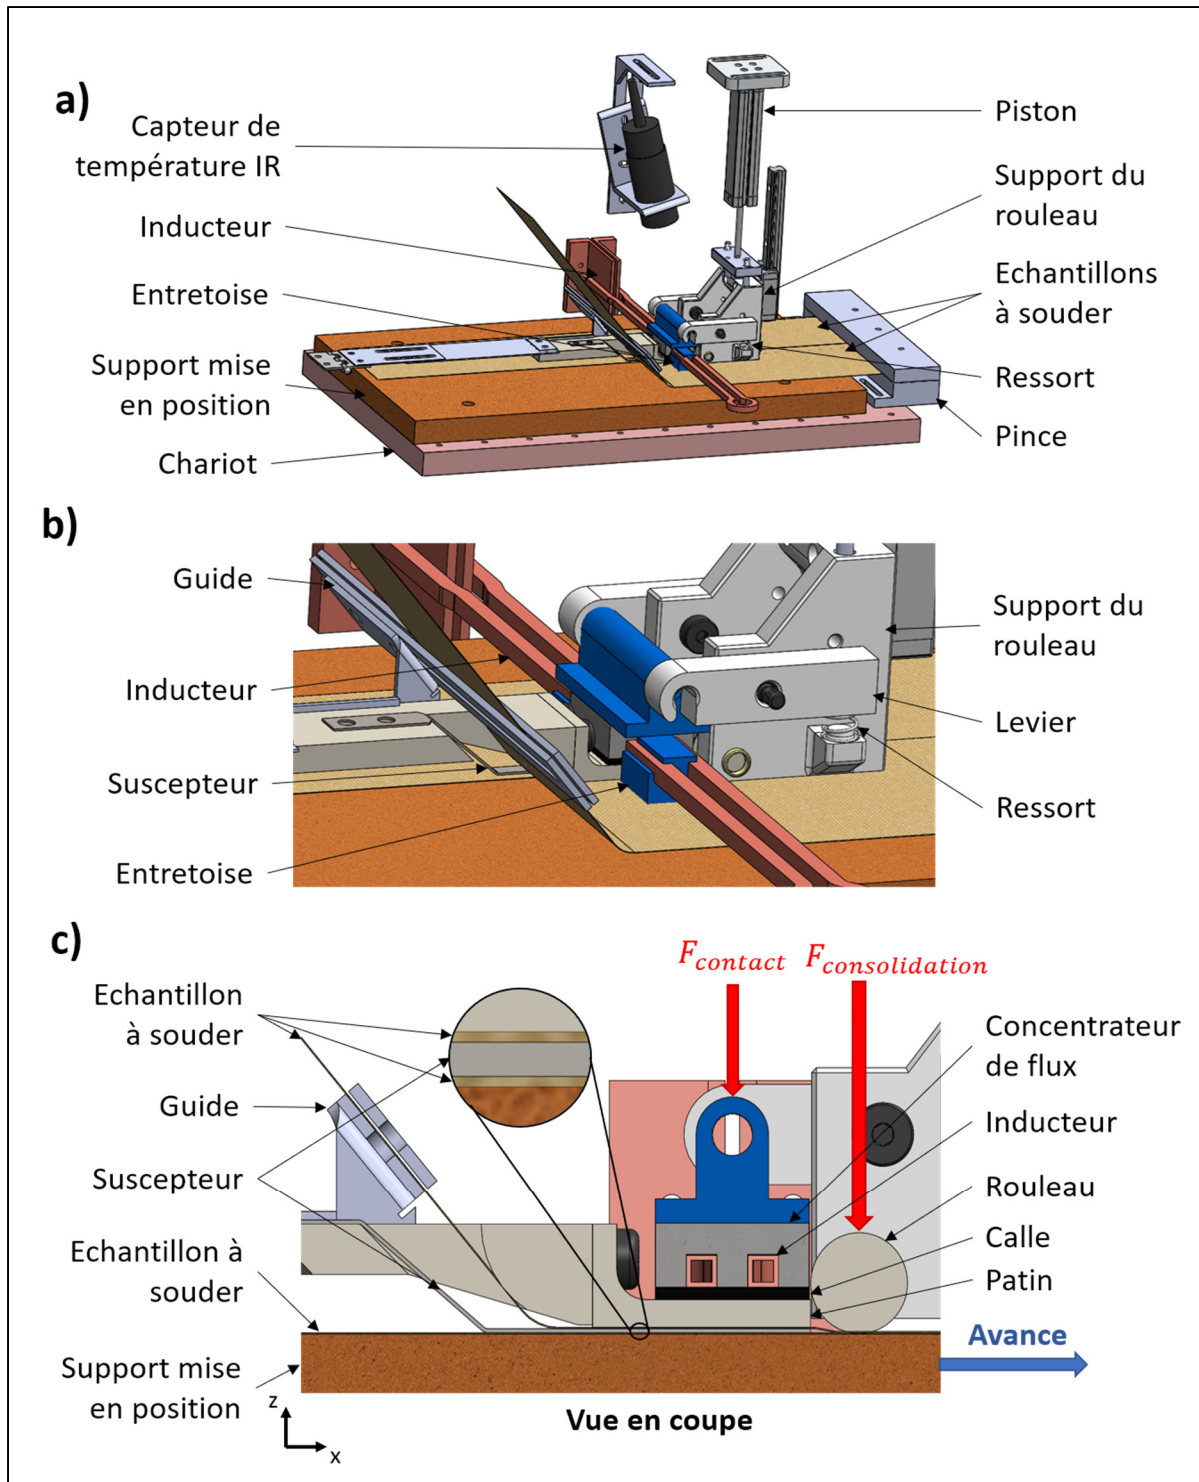 a)
Capteur de
température IR
Inducteur
Entretoise
Support mise
en position
Chariot
Piston
Support du
rouleau
Echantillons
à souder
Ressort
Pince
b)
Guide
Inducteur
Suscepteur
Entretoise
Support du
rouleau
Levier
Ressort
c)
Echantillon
à souder
Guide
Suscepteur
Echantillon à
souder
Support mise
en position
F_contact
F_consolidation
Concentrateur
de flux
Inducteur
Rouleau
Calle
Patin
Avance
z
x
Vue en coupe